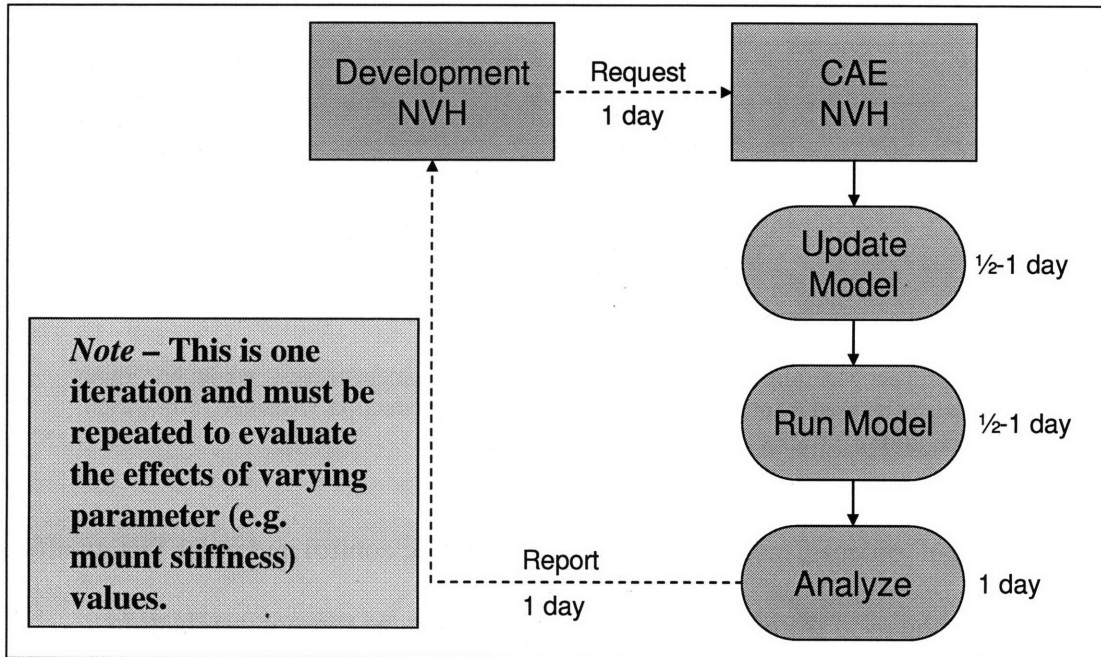 Development
NVH
Request
1 day
CAE
NVH
Update
Model
½-1 day
Run Model
½-1 day
Analyze
1 day
Report
1 day
Note – This is one
iteration and must be
repeated to evaluate
the effects of varying
parameter (e.g.
mount stiffness)
values.